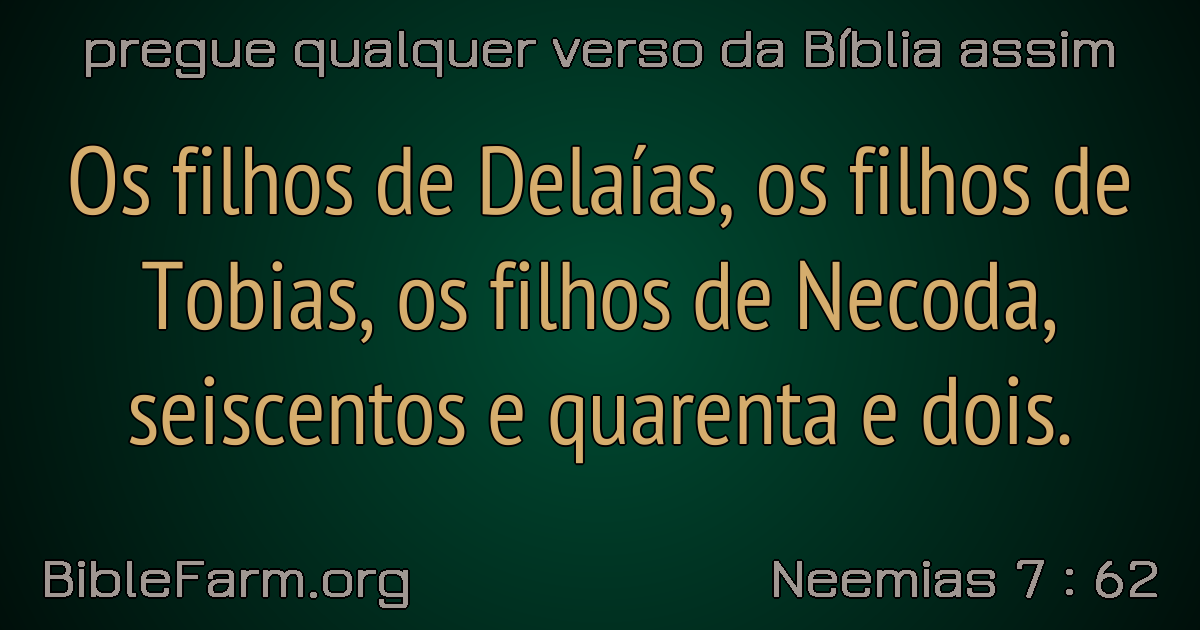 pregue qualquer verso da Bíblia assim
Os filhos de Delaías, os filhos de
Tobias, os filhos de Necoda,
seiscentos e quarenta e dois.
BibleFarm.org
Neemias 7 : 62